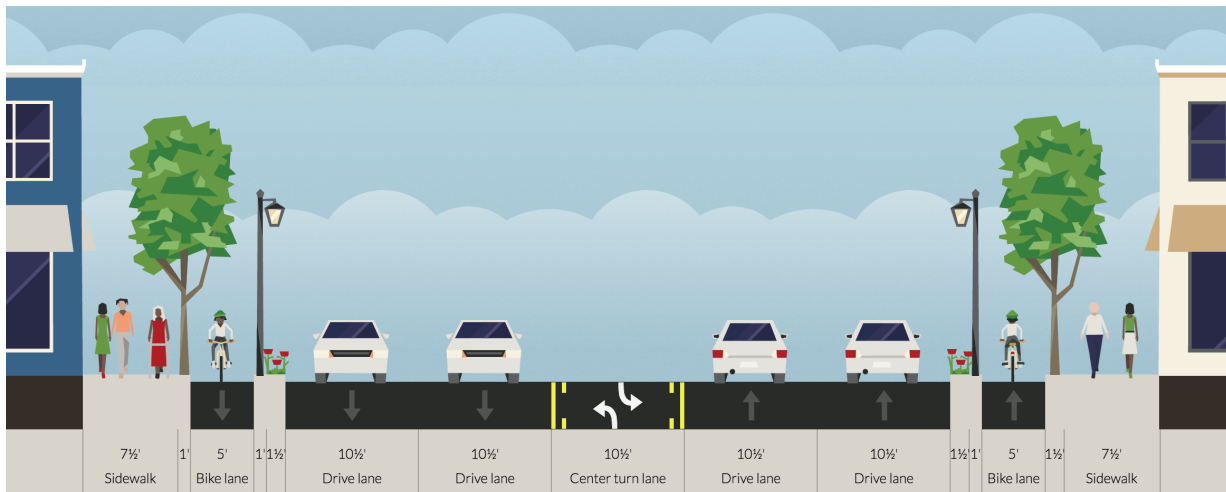 7½' 1' 5' 1' 1½' 10½' 10½' 10½' 10½' 10½' 1½' 1' 5' 1½' 7½'
Sidewalk Bike lane Drive lane Drive lane Center turn lane Drive lane Drive lane Bike lane Sidewalk